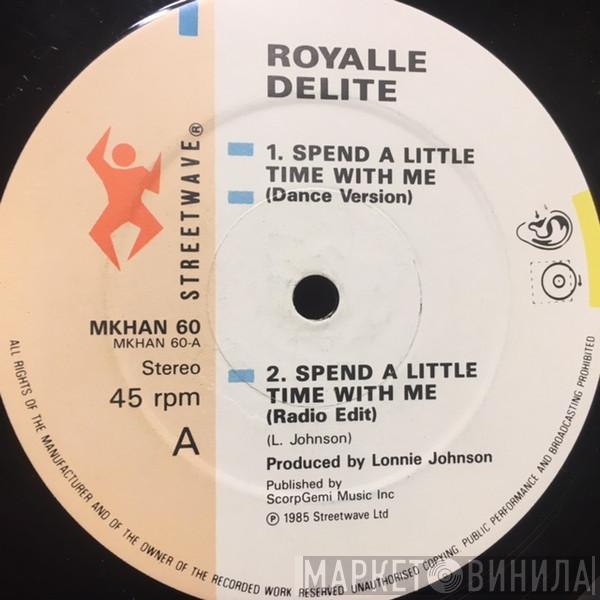 ROYALLE
DELITE
1. SPEND A LITTLE
TIME WITH ME
(Dance Version)
STREETWAVE®
MKHAN 60
MKHAN 60-A
Stereo
45 rpm
A
2. SPEND A LITTLE
TIME WITH ME
(Radio Edit)
(L. Johnson)
Produced by Lonnie Johnson
Published by
ScorpGemi Music Inc
℗ 1985 Streetwave Ltd
ALL RIGHTS OF THE MANUFACTURER AND OF THE OWNER OF THE RECORDED WORK RESERVED. UNAUTHORISED COPYING, PUBLIC PERFORMANCE AND BROADCASTING PROHIBITED
МАРКЕТ ВИНИЛА